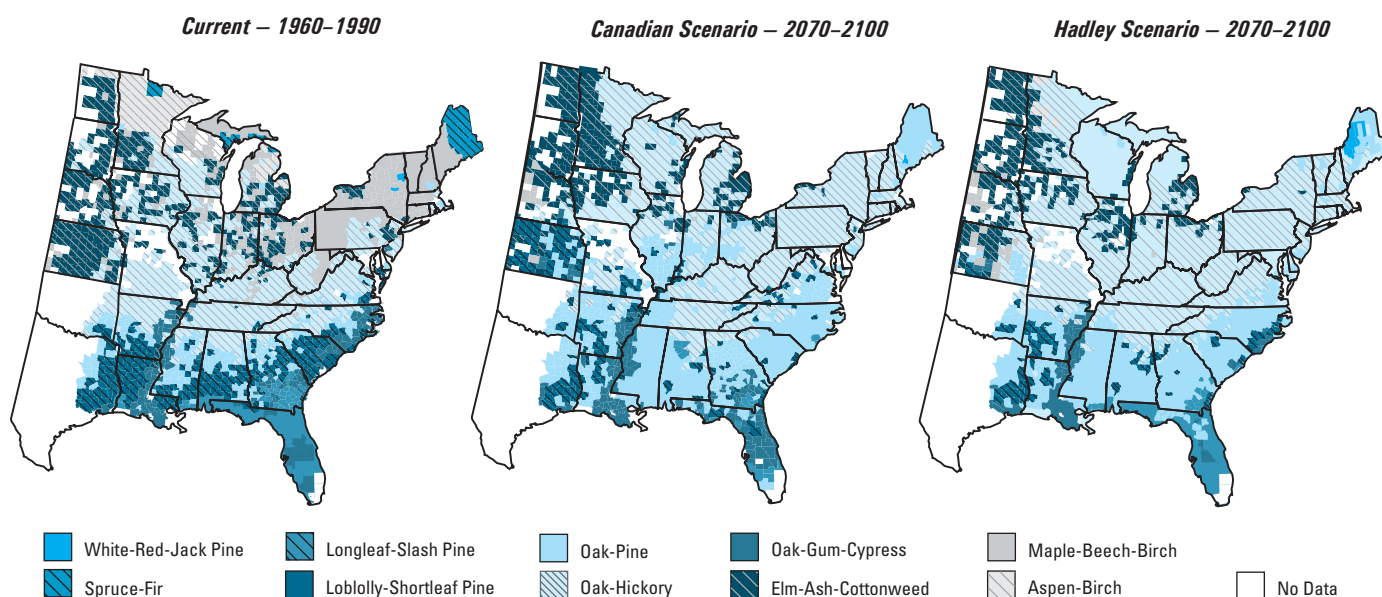 Current – 1960–1990
Canadian Scenario – 2070–2100
Hadley Scenario – 2070–2100
White-Red-Jack Pine
Longleaf-Slash Pine
Oak-Pine
Oak-Gum-Cypress
Maple-Beech-Birch
Spruce-Fir
Loblolly-Shortleaf Pine
Oak-Hickory
Elm-Ash-Cottonweed
Aspen-Birch
No Data